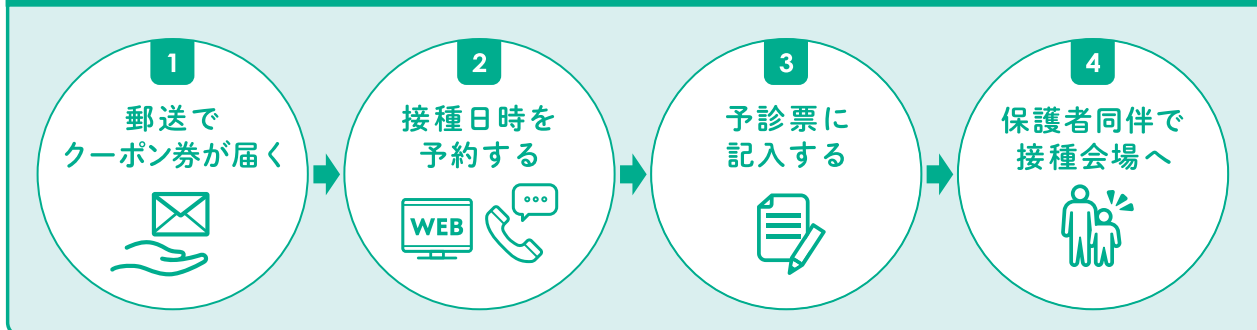 1
郵送で
クーポン券が届く
2
接種日時を
予約する
WEB
3
予診票に
記入する
4
保護者同伴で
接種会場へ